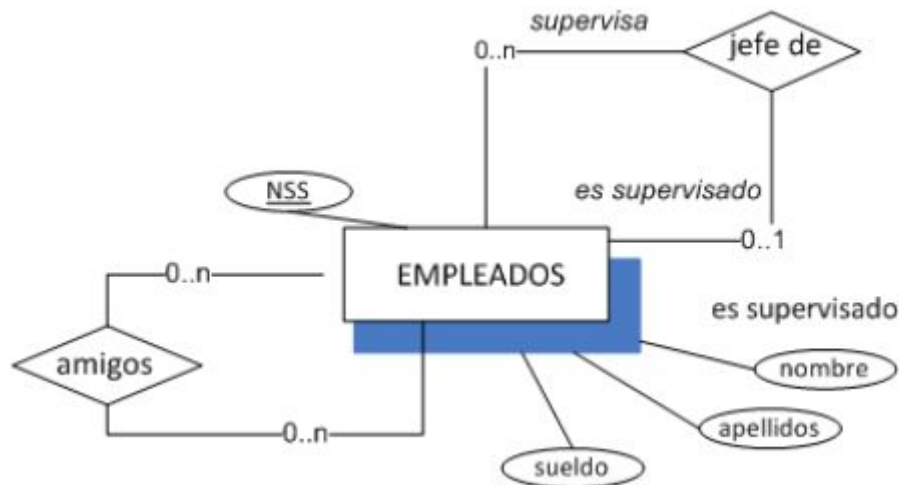 supervisa
0..n
jefe de
NSS
es supervisado
0..1
0..n
EMPLEADOS
es supervisado
amigos
nombre
0..n
apellidos
sueldo